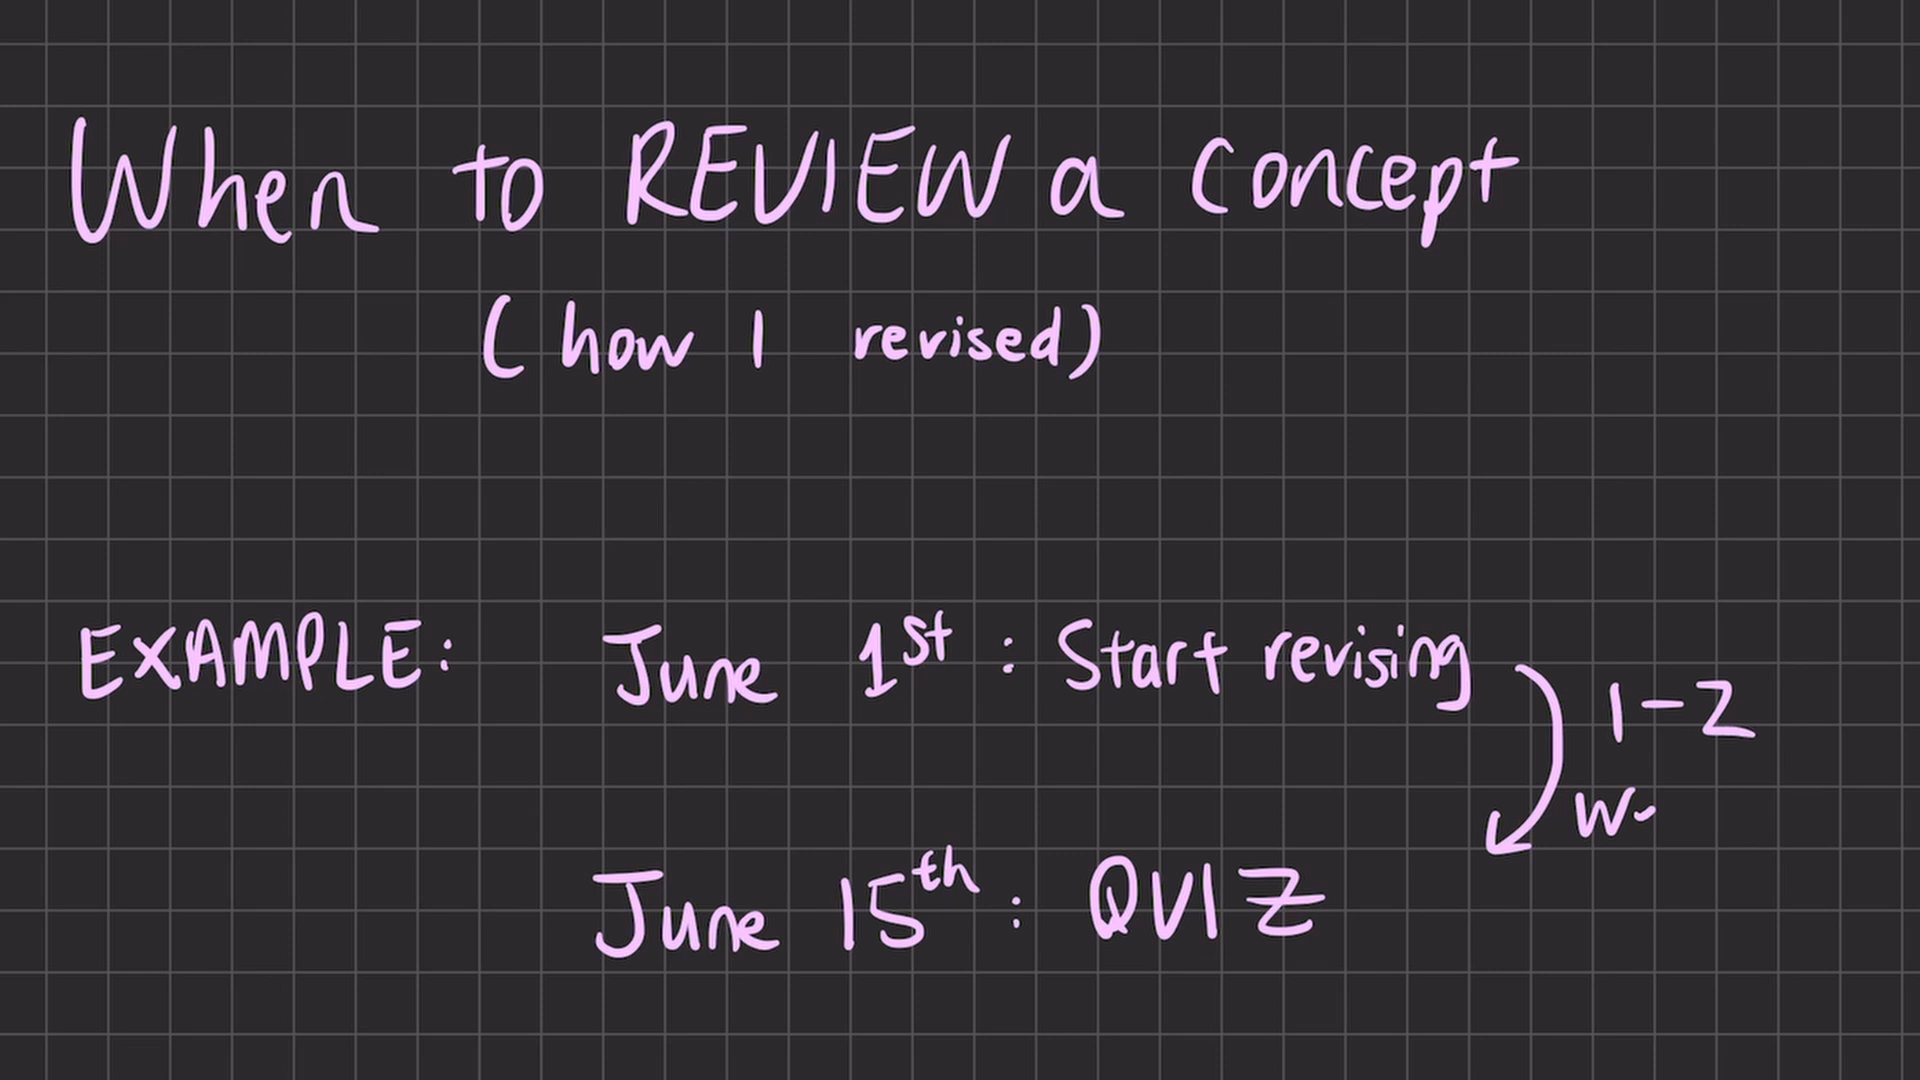 When to REVIEW a concept
(how I revised)
EXAMPLE: June 1st: Start revising
1-2
June 15th: QUIZ